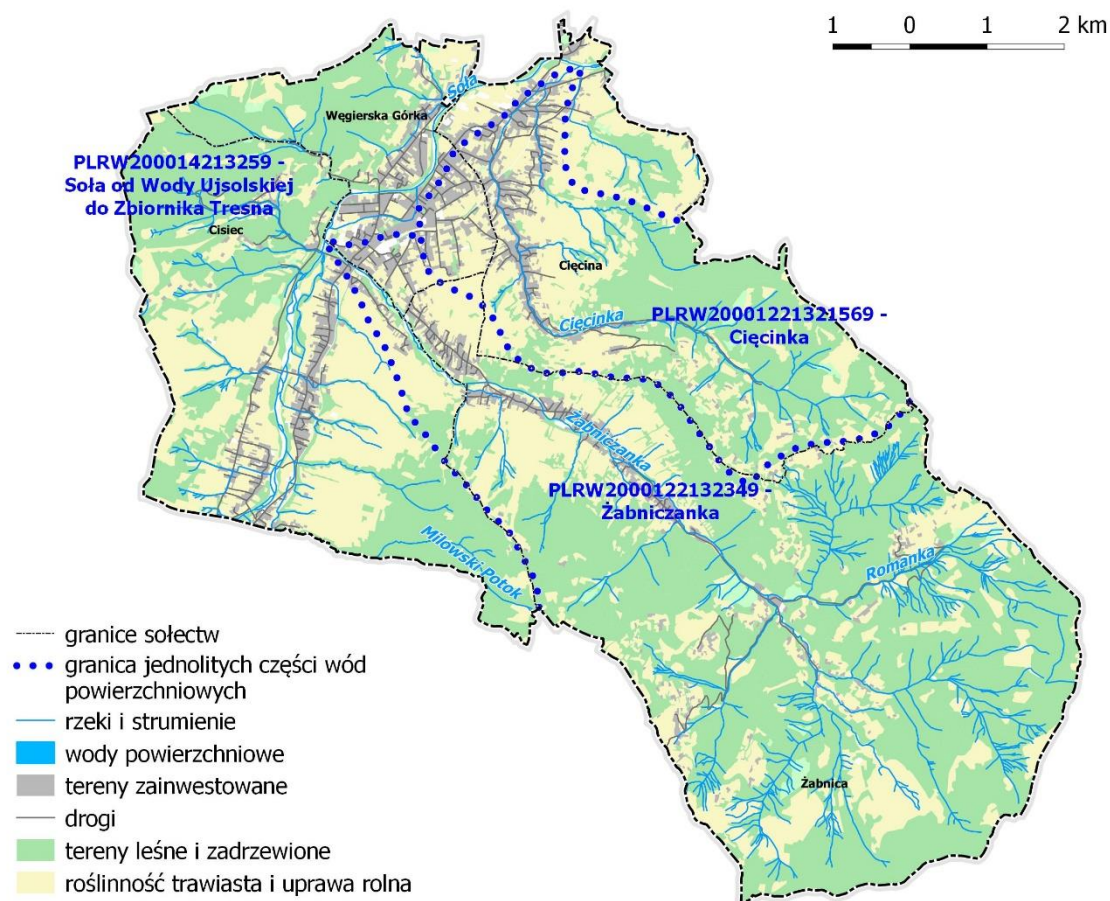 1 0 1 2 km
Soła
Węgierska Górka
PLRW200014213259 -
Soła od Wody Ujsolskiej
do Zbiornika Tresna
Cisiec
Cięcina
Cięcinka
PLRW20001221321569 -
Cięcinka
Żabniczanka
PLRW2000122132349 -
Żabniczanka
Milowski Potok
Romanka
Żabnica
granice sołectw
granica jednolitych części wód
powierzchniowych
rzeki i strumienie
wody powierzchniowe
tereny zainwestowane
drogi
tereny leśne i zadrzewione
roślinność trawiasta i uprawa rolna